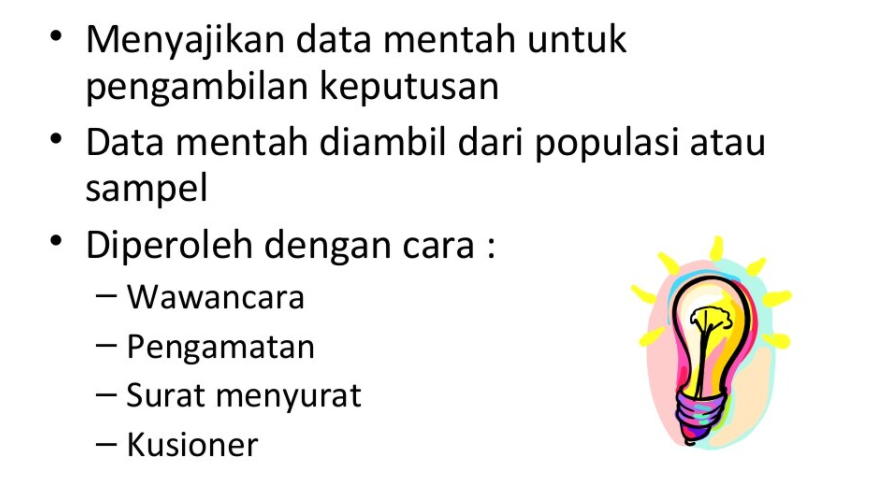 • Menyajikan data mentah untuk
pengambilan keputusan
• Data mentah diambil dari populasi atau
sampel
• Diperoleh dengan cara :
– Wawancara
– Pengamatan
– Surat menyurat
– Kusioner